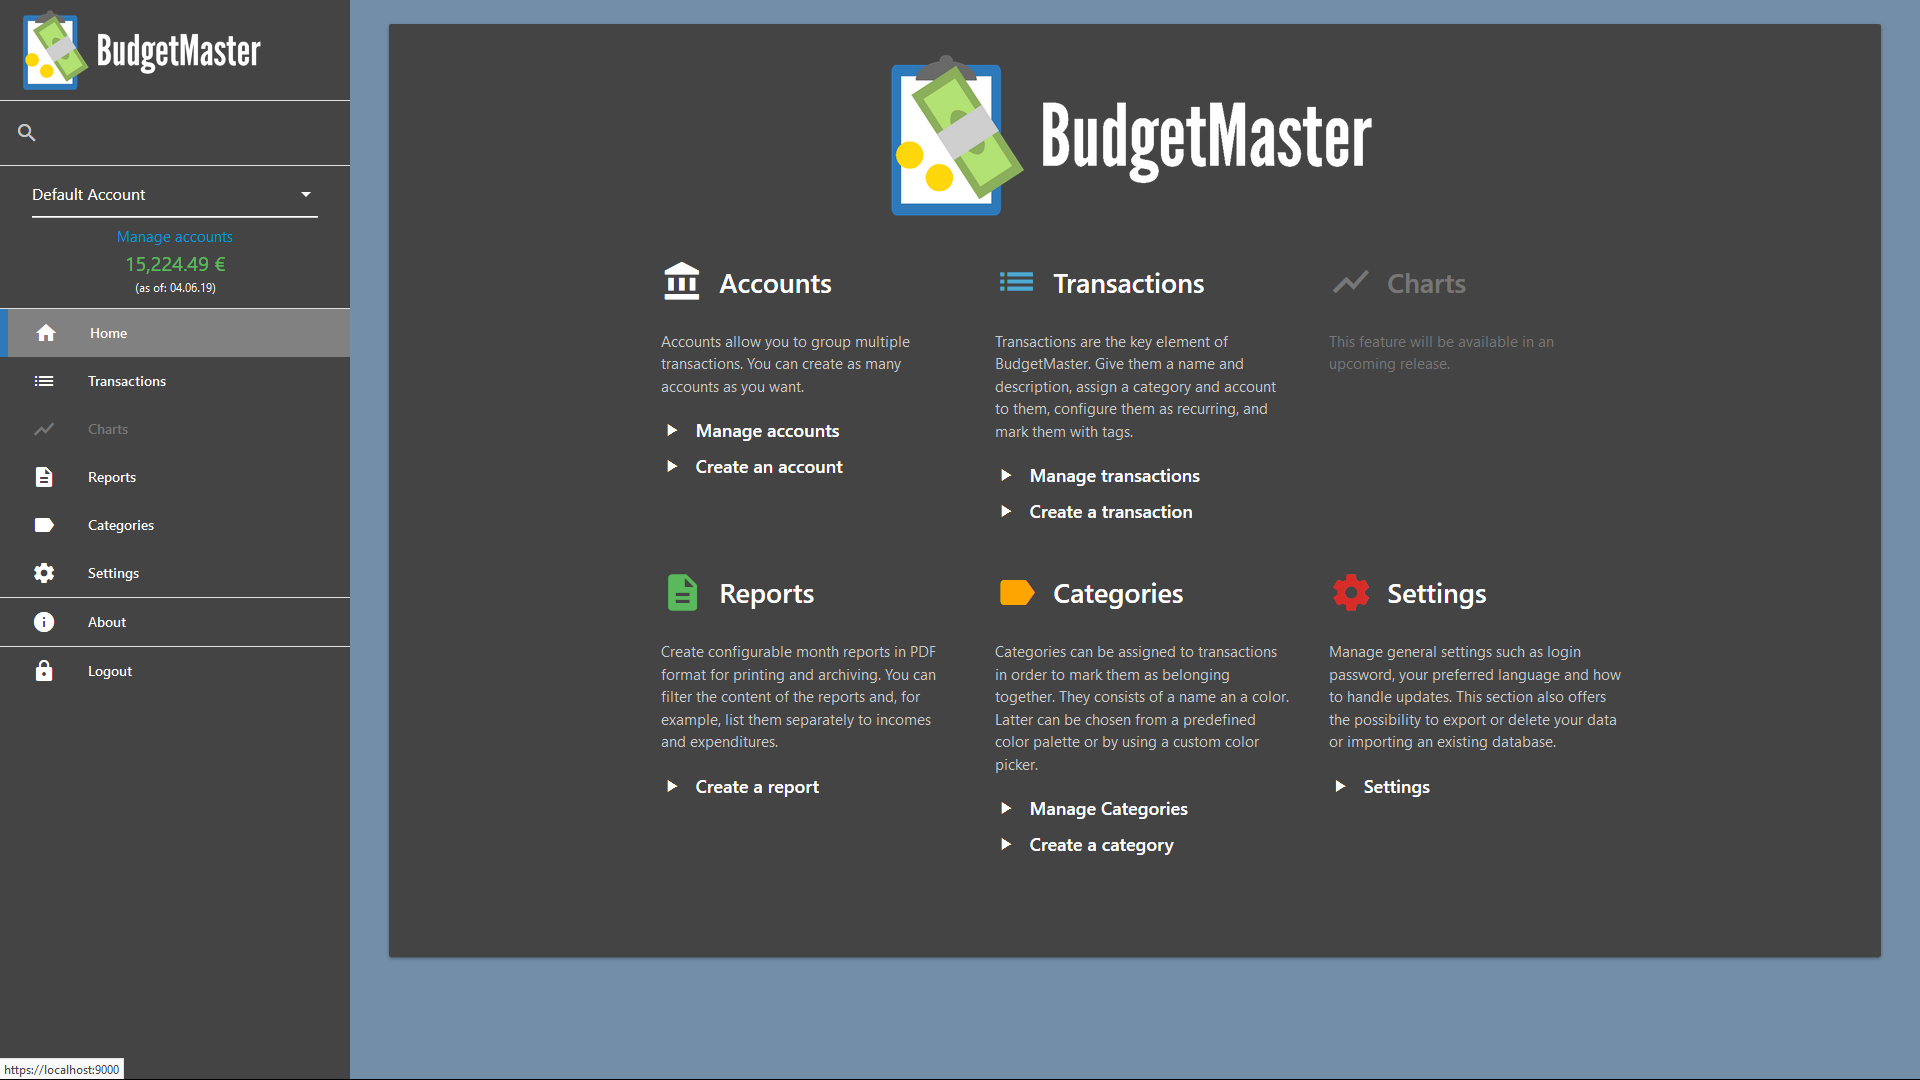 BudgetMaster
Default Account
Manage accounts
15,224.49 €
(as of: 04.06.19)
Home
Transactions
Charts
Reports
Categories
Settings
About
Logout
https://localhost:9000
BudgetMaster
Accounts
Accounts allow you to group multiple
transactions. You can create as many
accounts as you want.
Manage accounts
Create an account
Transactions
Transactions are the key element of
BudgetMaster. Give them a name and
description, assign a category and account
to them, configure them as recurring, and
mark them with tags.
Manage transactions
Create a transaction
Charts
This feature will be available in an
upcoming release.
Reports
Create configurable month reports in PDF
format for printing and archiving. You can
filter the content of the reports and, for
example, list them separately to incomes
and expenditures.
Create a report
Categories
Categories can be assigned to transactions
in order to mark them as belonging
together. They consists of a name an a color.
Latter can be chosen from a predefined
color palette or by using a custom color
picker.
Manage Categories
Create a category
Settings
Manage general settings such as login
password, your preferred language and how
to handle updates. This section also offers
the possibility to export or delete your data
or importing an existing database.
Settings